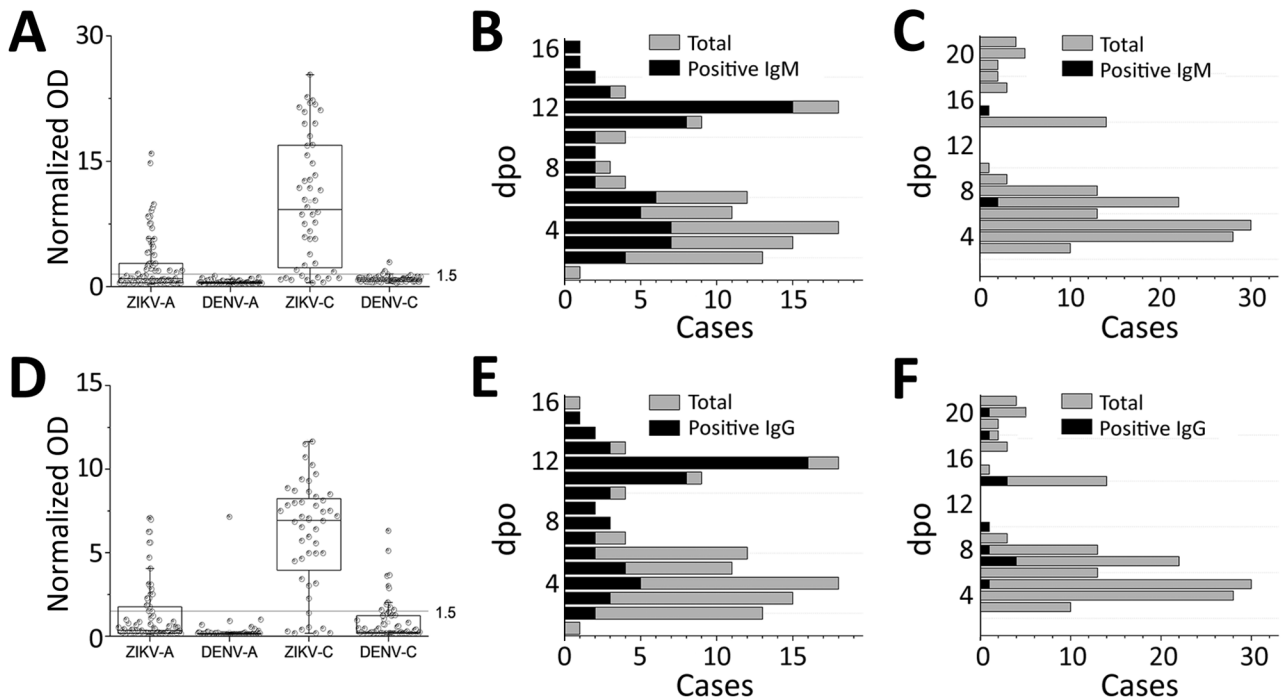 A
Normalized OD
30
15
0
1.5
ZIKV-A DENV-A ZIKV-C DENV-C
B
dpo
16
12
8
4
Total
Positive IgM
0 5 10 15
Cases
C
dpo
20
16
12
8
4
Total
Positive IgM
0 10 20 30
Cases
D
Normalized OD
15
10
5
0
1.5
ZIKV-A DENV-A ZIKV-C DENV-C
E
dpo
16
12
8
4
Total
Positive IgG
0 5 10 15
Cases
F
dpo
20
16
12
8
4
Total
Positive IgG
0 10 20 30
Cases